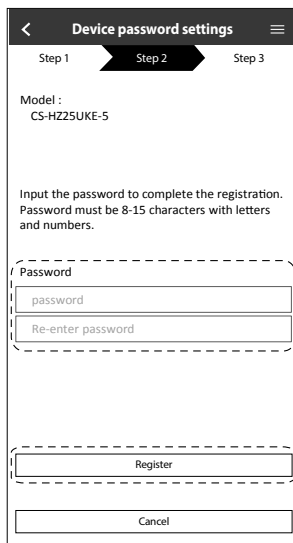 Device password settings
Step 1 Step 2 Step 3
Model :
CS-HZ25UKE-5
Input the password to complete the registration.
Password must be 8-15 characters with letters
and numbers.
Password
password
Re-enter password
Register
Cancel